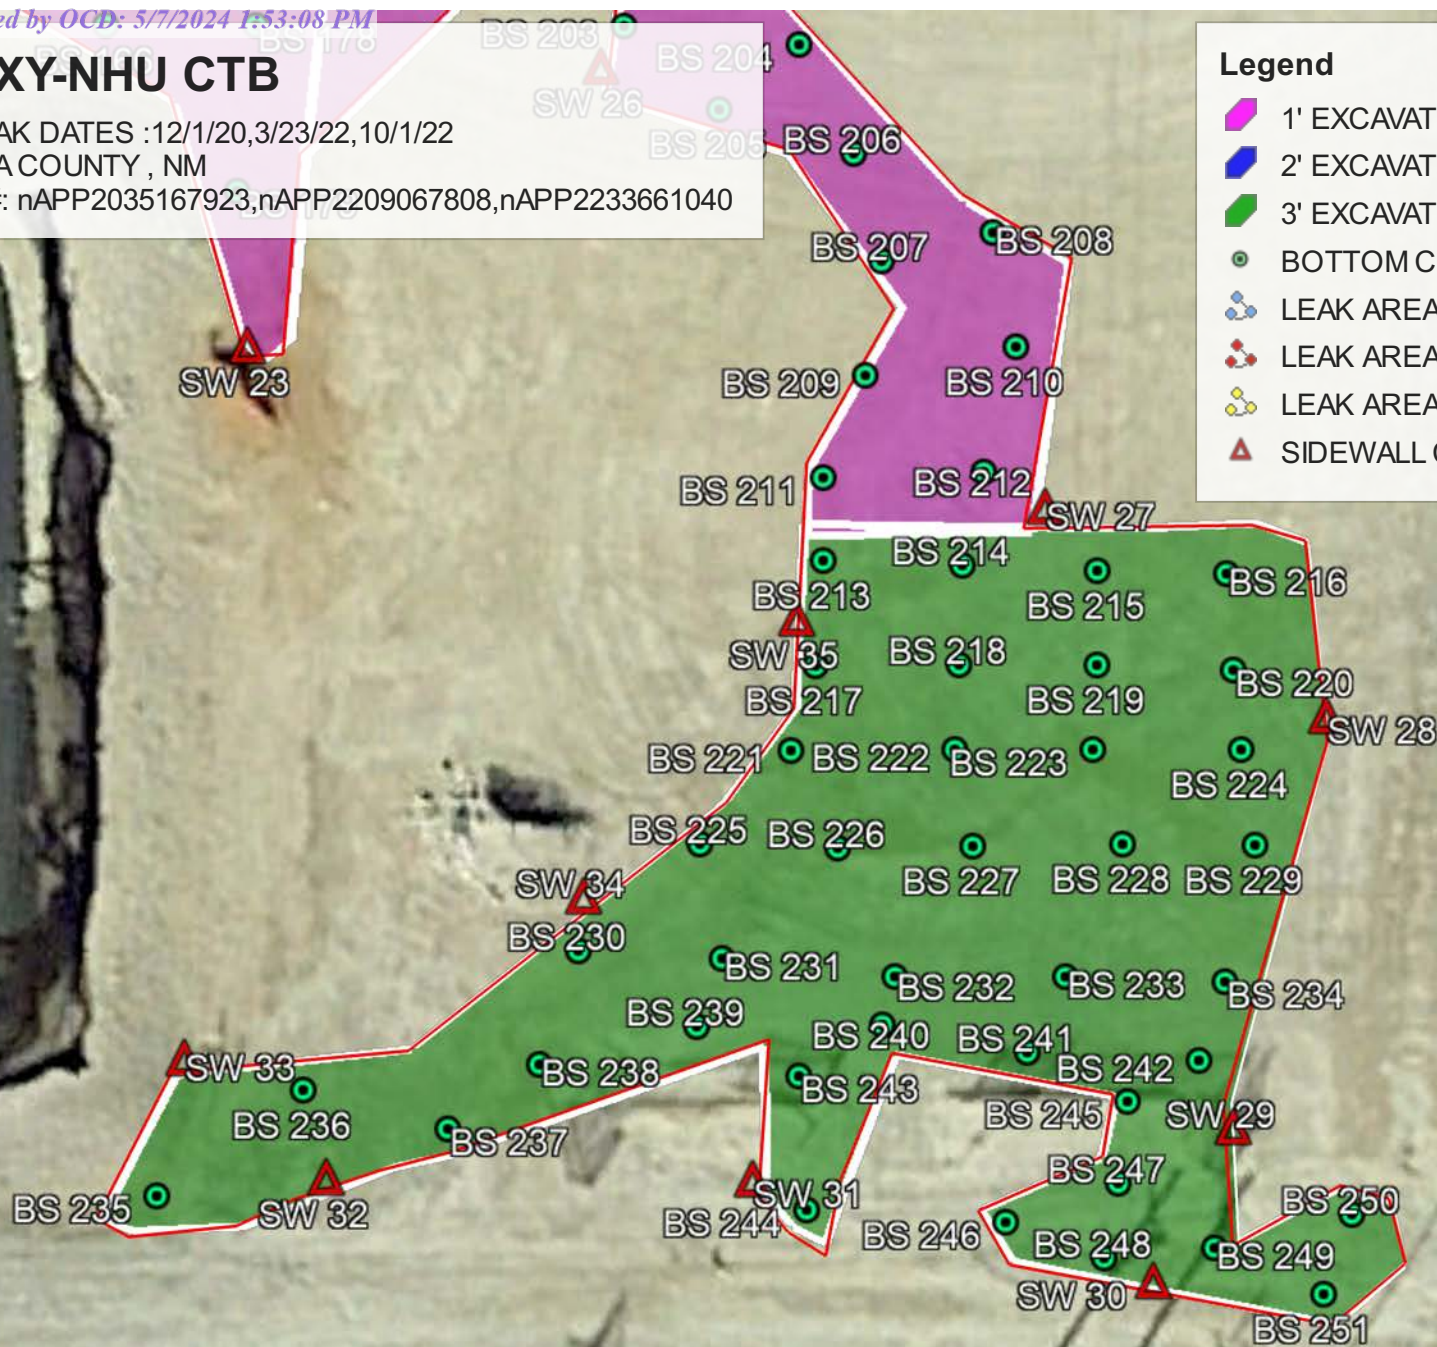 ed by OCD: 5/7/2024 1:53:08 PM
BS 178
BS 203
BS 204
XY-NHU CTB
SW 26
AK DATES :12/1/20,3/23/22,10/1/22
BS 205
BS 206
A COUNTY , NM
: nAPP2035167923,nAPP2209067808,nAPP2233661040
Legend
1' EXCAVAT
2' EXCAVAT
3' EXCAVAT
BOTTOM C
LEAK AREA
LEAK AREA
LEAK AREA
SIDEWALL
BS 207
BS 208
SW 23
BS 209
BS 210
BS 211
BS 212
SW 27
BS 214
BS 213
BS 215
BS 216
SW 35
BS 218
BS 217
BS 219
BS 220
SW 28
BS 221
BS 222
BS 223
BS 224
BS 225
BS 226
BS 227
BS 228
BS 229
SW 34
BS 230
BS 231
BS 232
BS 233
BS 234
BS 239
BS 240
BS 241
BS 242
SW 33
BS 238
BS 243
BS 236
BS 237
BS 245
SW 29
BS 235
SW 32
SW 31
BS 244
BS 247
BS 246
BS 250
BS 248
BS 249
SW 30
BS 251